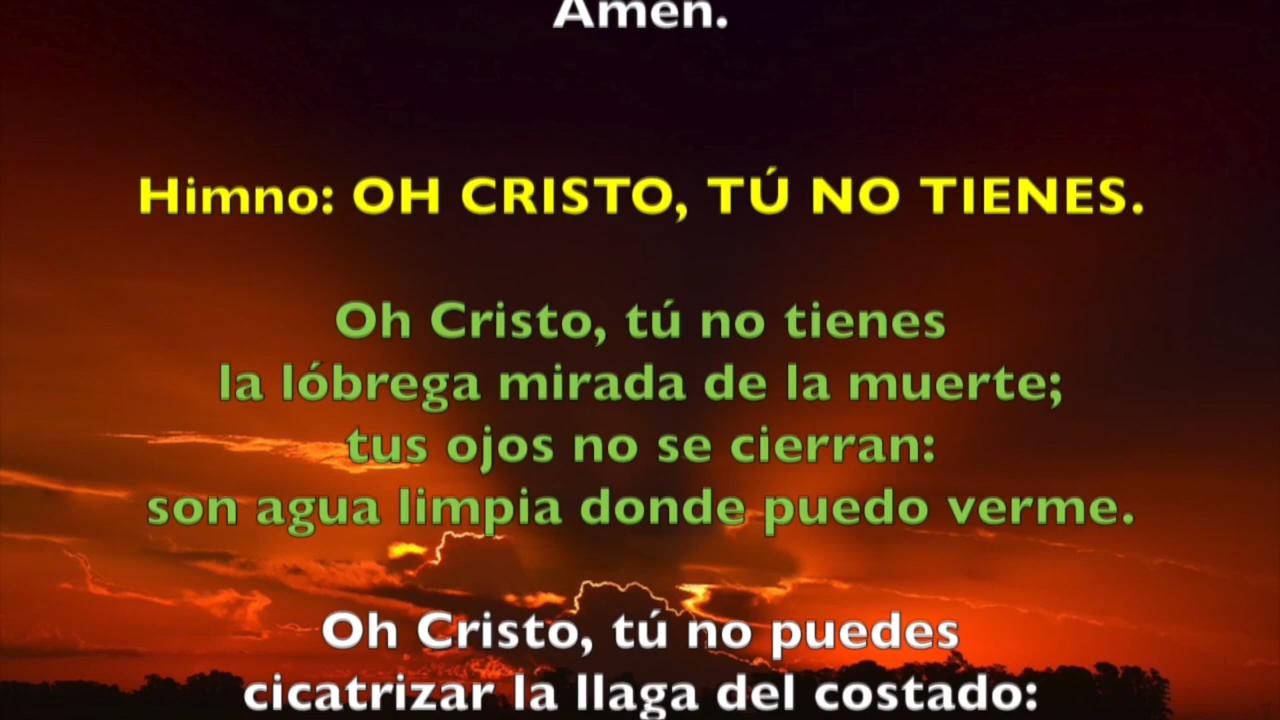 Amén.
Himno: OH CRISTO, TÚ NO TIENES.
Oh Cristo, tú no tienes
la lóbrega mirada de la muerte;
tus ojos no se cierran:
son agua limpia donde puedo verme.
Oh Cristo, tú no puedes
cicatrizar la llaga del costado: